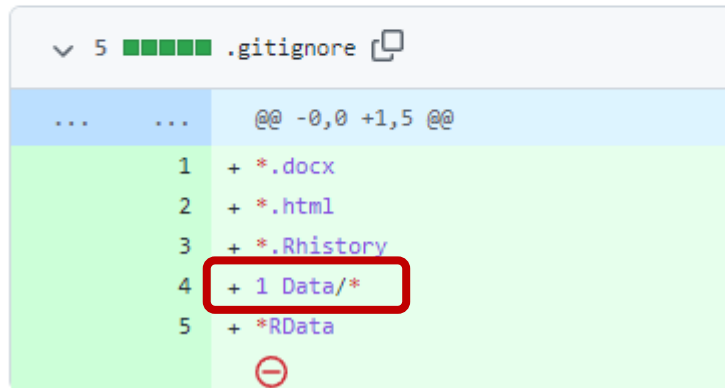 5 .gitignore
... ... @@ -0,0 +1,5 @@
1 + *.docx
2 + *.html
3 + *.Rhistory
4 + 1 Data/*
5 + *RData